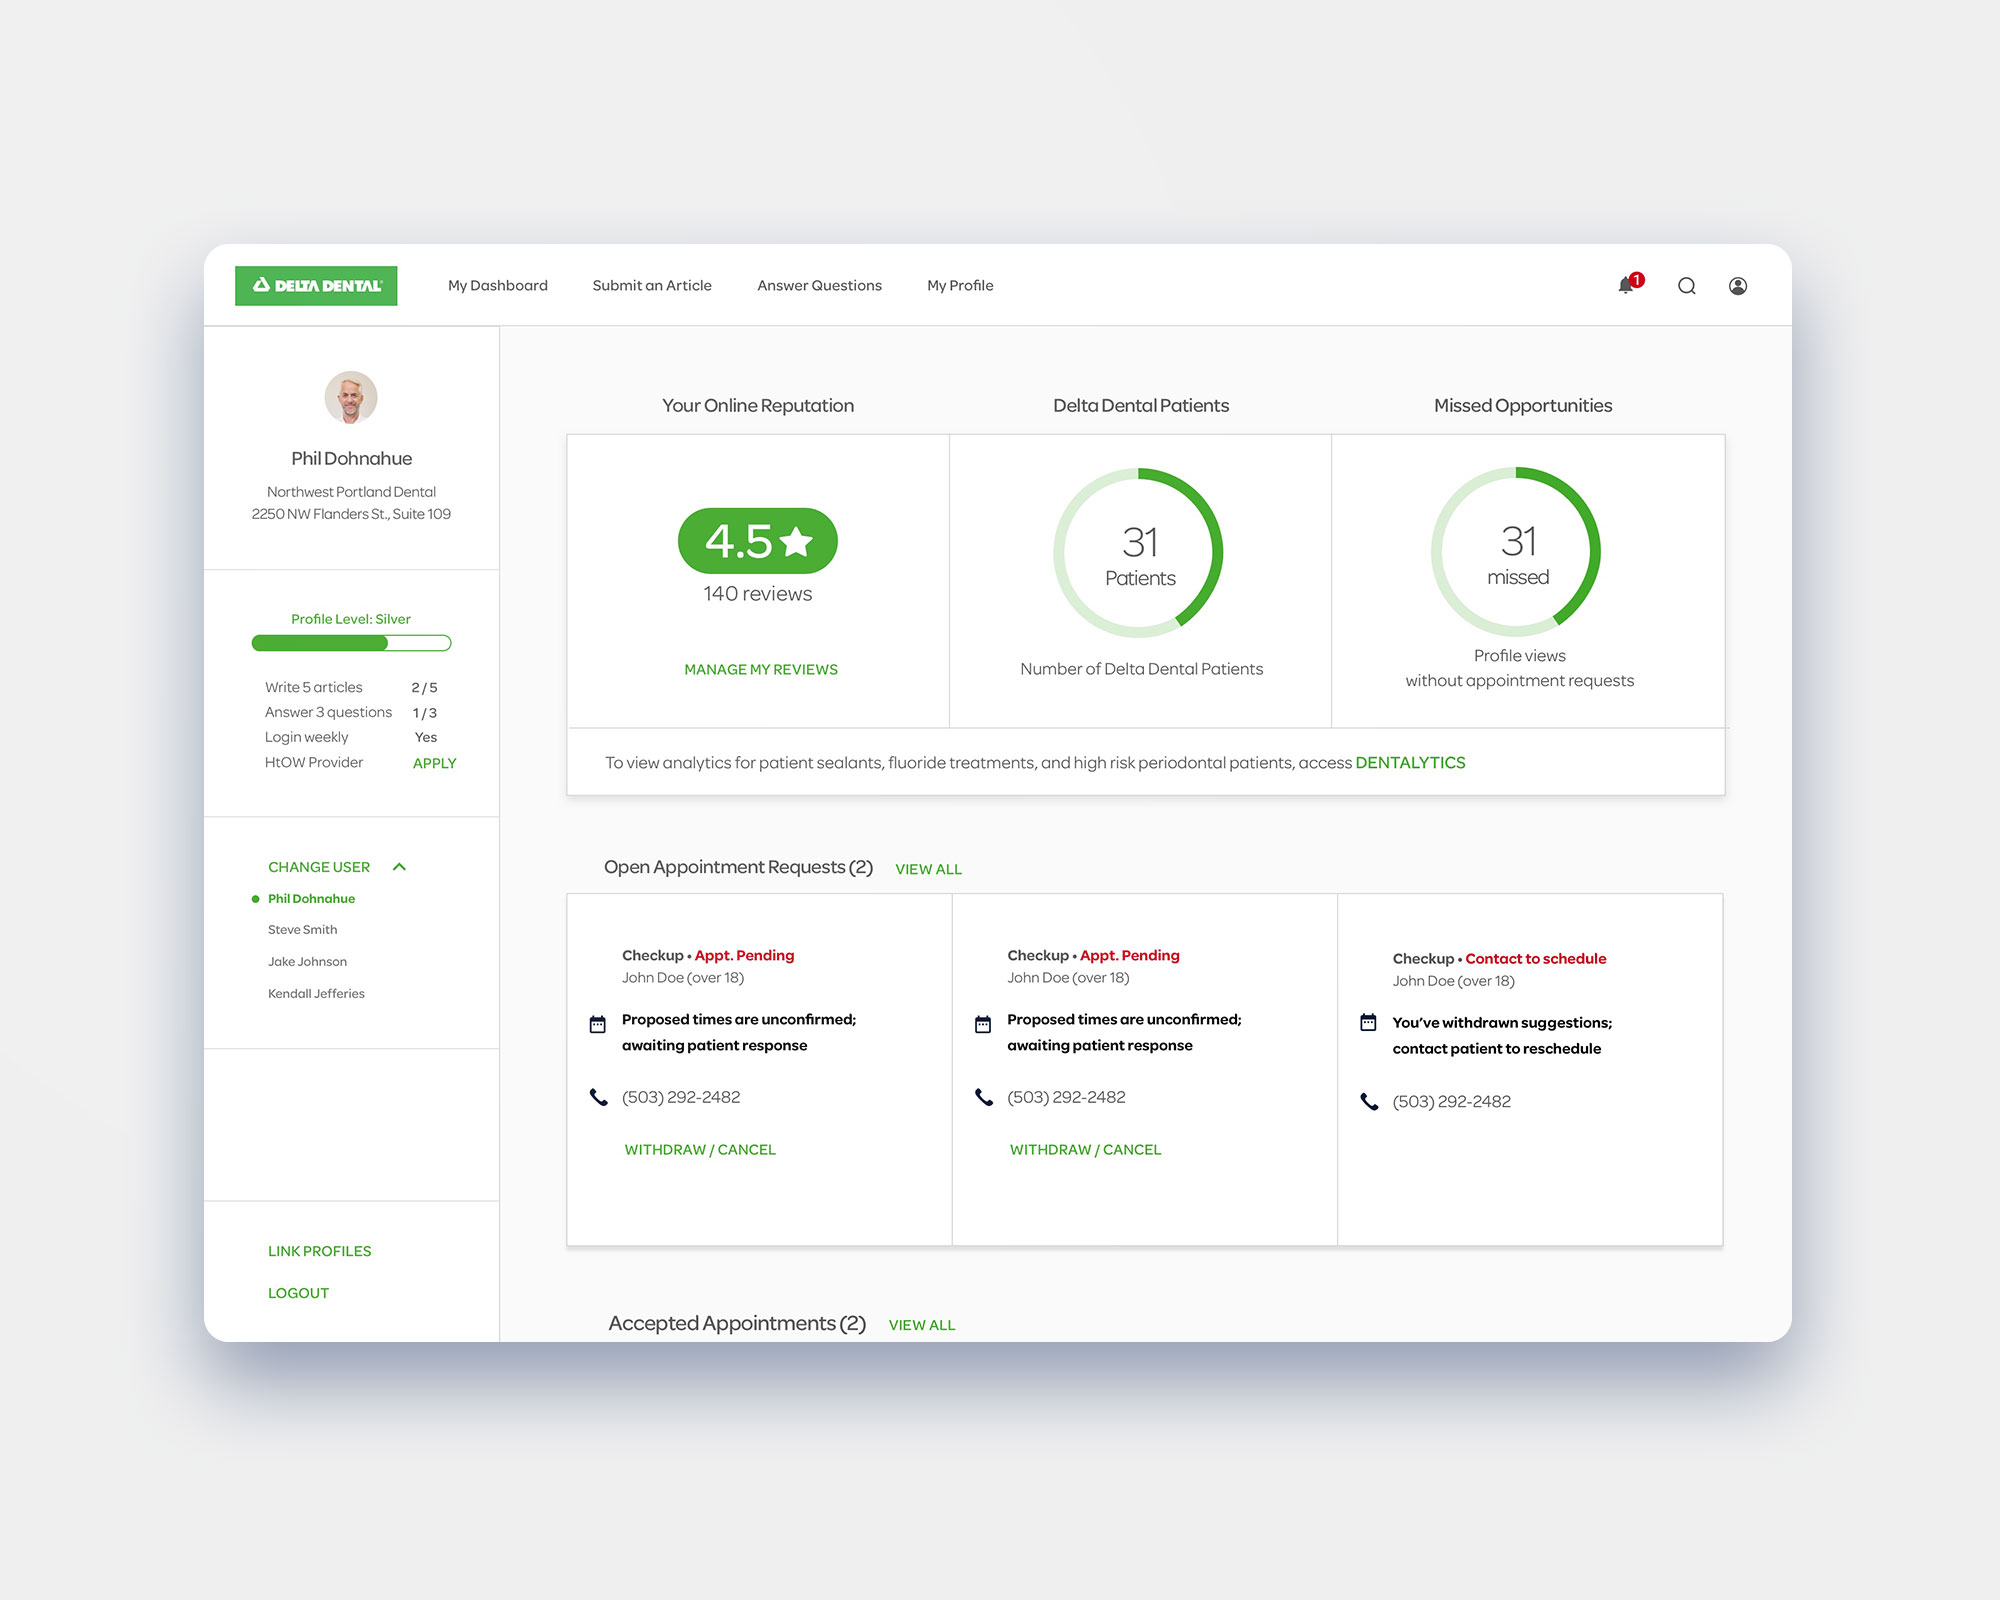 DELTA DENTAL
My Dashboard
Submit an Article
Answer Questions
My Profile
1
Phil Dohnahue
Northwest Portland Dental
2250 NW Flanders St., Suite 109
Profile Level: Silver
Write 5 articles 2 / 5
Answer 3 questions 1 / 3
Login weekly Yes
HtOW Provider APPLY
CHANGE USER
Phil Dohnahue
Steve Smith
Jake Johnson
Kendall Jefferies
LINK PROFILES
LOGOUT
Your Online Reputation
4.5
140 reviews
MANAGE MY REVIEWS
Delta Dental Patients
31
Patients
Number of Delta Dental Patients
Missed Opportunities
31
missed
Profile views
without appointment requests
To view analytics for patient sealants, fluoride treatments, and high risk periodontal patients, access DENTALYTICS
Open Appointment Requests (2) VIEW ALL
Checkup • Appt. Pending
John Doe (over 18)
Proposed times are unconfirmed;
awaiting patient response
(503) 292-2482
WITHDRAW / CANCEL
Checkup • Appt. Pending
John Doe (over 18)
Proposed times are unconfirmed;
awaiting patient response
(503) 292-2482
WITHDRAW / CANCEL
Checkup • Contact to schedule
John Doe (over 18)
You’ve withdrawn suggestions;
contact patient to reschedule
(503) 292-2482
Accepted Appointments (2) VIEW ALL